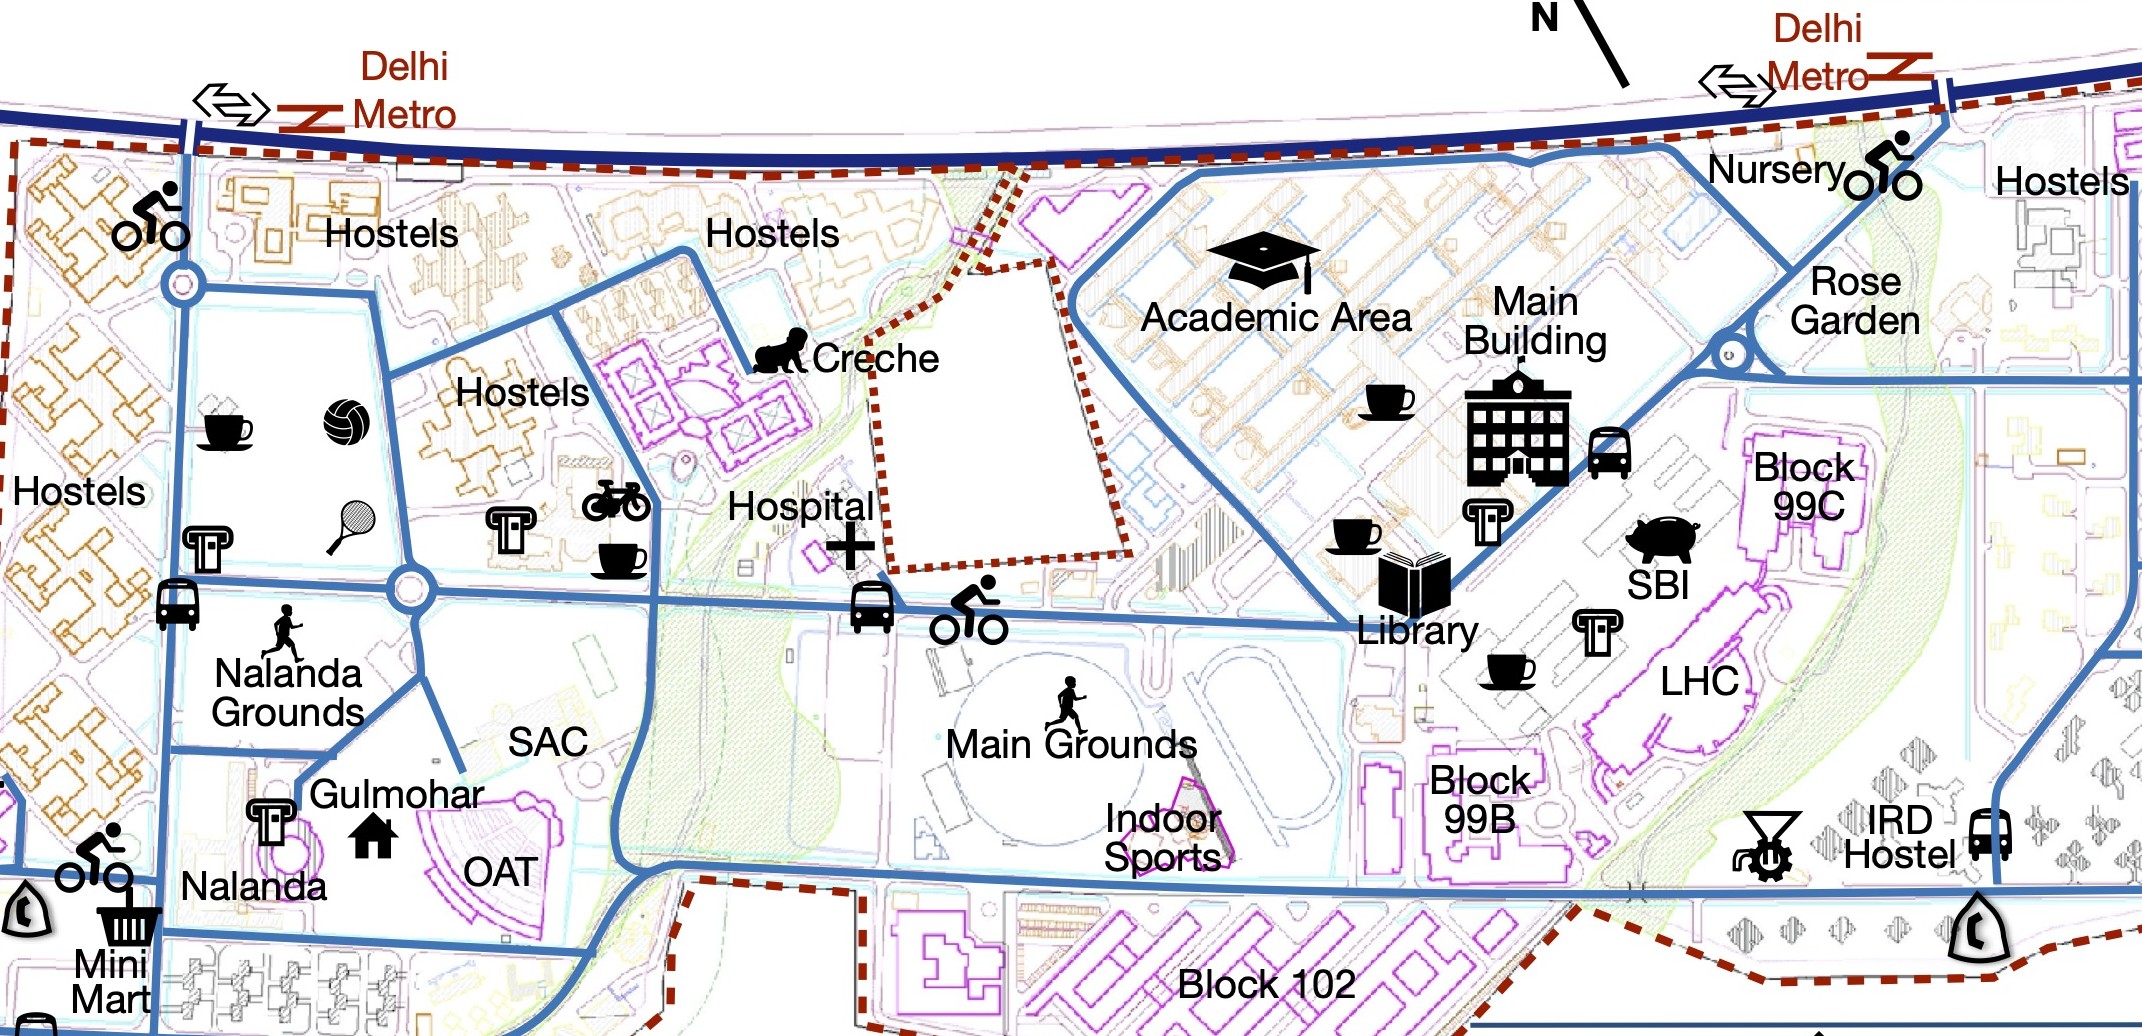 N
Delhi
Metro
Delhi
Metro
Nursery
Hostels
Hostels
Hostels
Rose
Garden
Academic Area
Main
Building
Creche
Hostels
Hostels
Hospital
Block
99C
SBI
Library
LHC
Nalanda
Grounds
SAC
Main Grounds
Gulmohar
Indoor
Sports
Block
99B
IRD
Hostel
OAT
Nalanda
Mini
Mart
Block 102